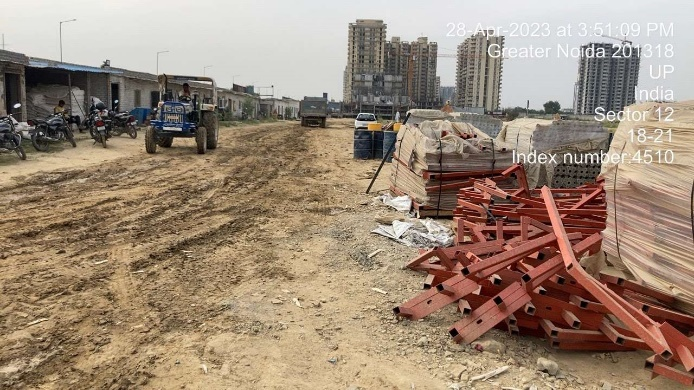 28-Apr-2023 at 3:51:09 PM
Greater Noida 201318
UP
India
Sector 12
18-21
Index number:4510